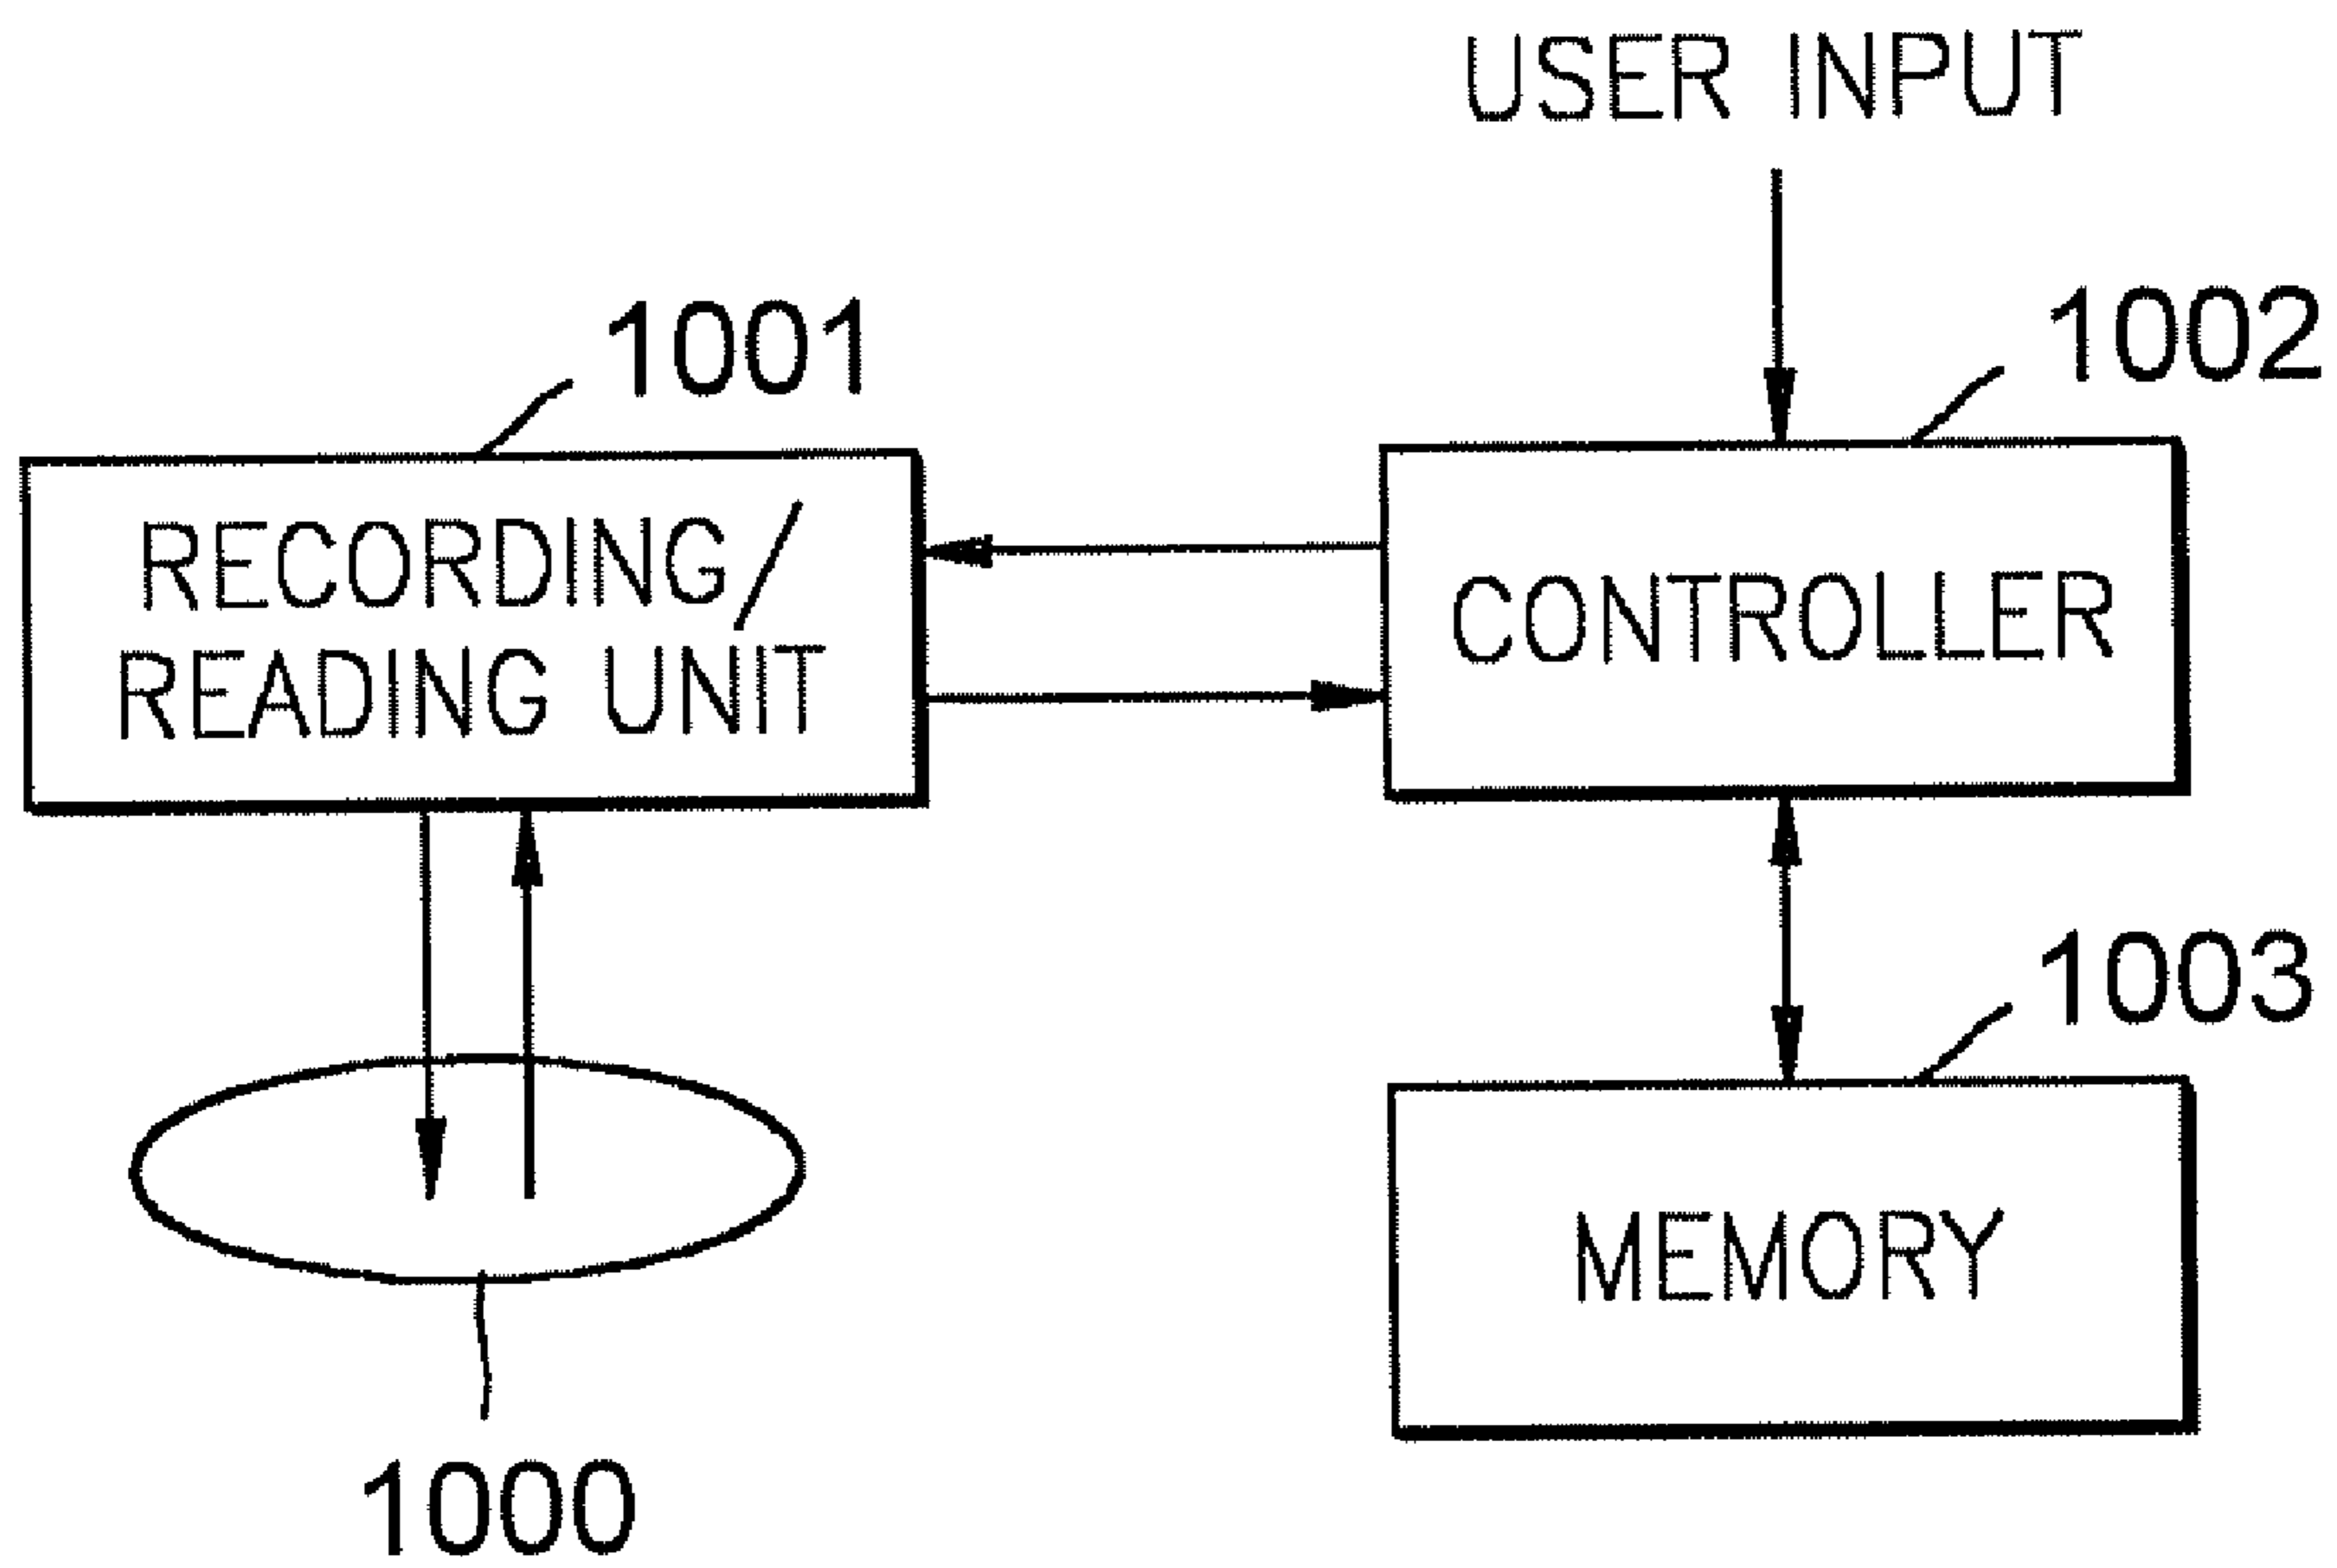 USER INPUT
1001
1002
RECORDING/
READING UNIT
CONTROLLER
1003
MEMORY
1000